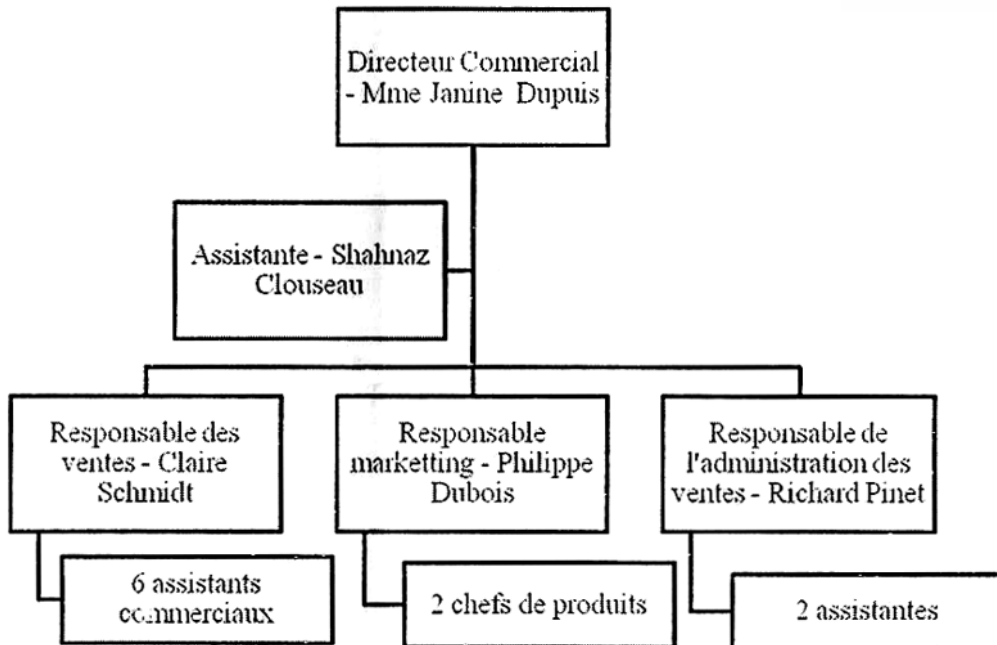 Directeur Commercial
- Mme Janine Dupuis
Assistante - Shahnaz
Clouseau
Responsable des
ventes - Claire
Schmidt
Responsable
marketting - Philippe
Dubois
Responsable de
l'administration des
ventes - Richard Pinet
6 assistants
commerciaux
2 chefs de produits
2 assistantes